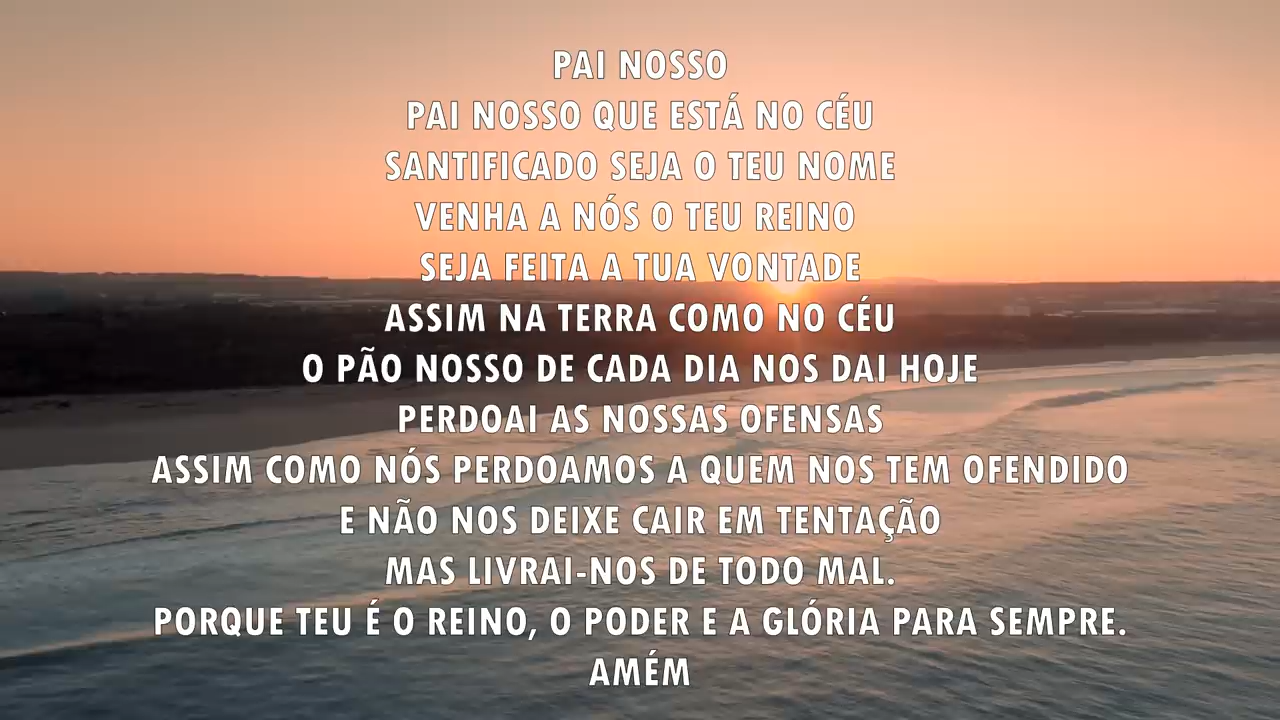 PAI NOSSO
PAI NOSSO QUE ESTÁ NO CÉU
SANTIFICADO SEJA O TEU NOME
VENHA A NÓS O TEU REINO
SEJA FEITA A TUA VONTADE
ASSIM NA TERRA COMO NO CÉU
O PÃO NOSSO DE CADA DIA NOS DAI HOJE
PERDOAI AS NOSSAS OFENSAS
ASSIM COMO NÓS PERDOAMOS A QUEM NOS TEM OFENDIDO
E NÃO NOS DEIXE CAIR EM TENTAÇÃO
MAS LIVRAI-NOS DE TODO MAL.
PORQUE TEU É O REINO, O PODER E A GLÓRIA PARA SEMPRE.
AMÉM